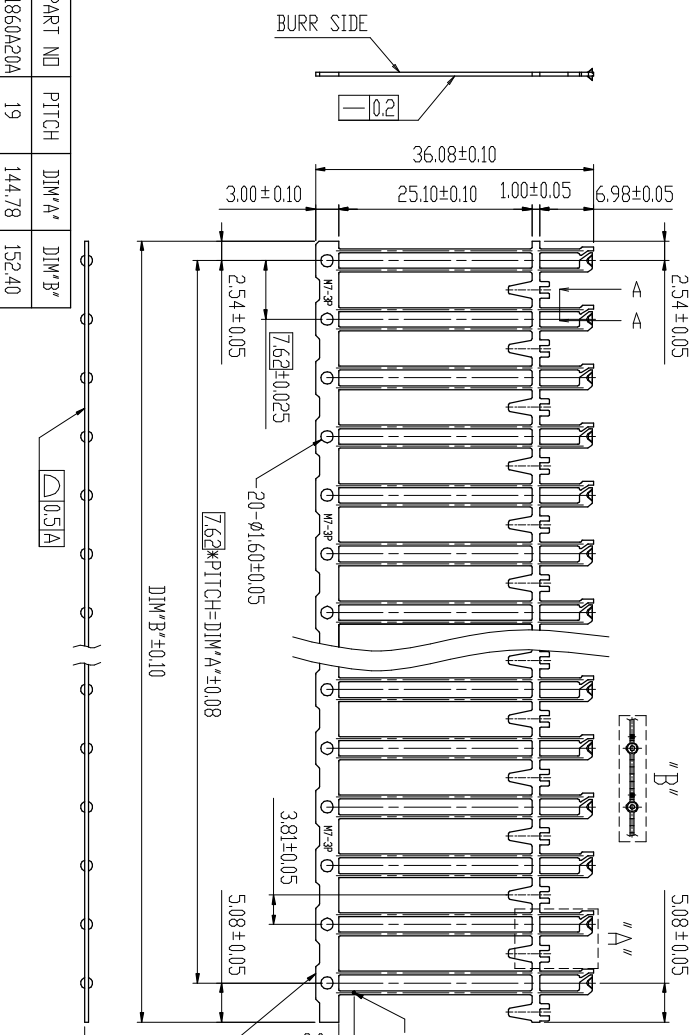 BURR SIDE
0.2
36.08±0.10
3.00±0.10
25.10±0.10
1.00±0.05
6.98±0.05
PART NO
PITCH
DIM"A"
DIM"B"
1860A20A
19
144.78
152.40
2.54±0.05
2.54±0.05
A
A
M7-3P
7.62±0.025
20-Ø1.60±0.05
M7-3P
7.62*PITCH=DIM"A"±0.08
DIM"B"±0.10
0.5 A
"B"
M7-3P
3.81±0.05
"A"
5.08±0.05
5.08±0.05